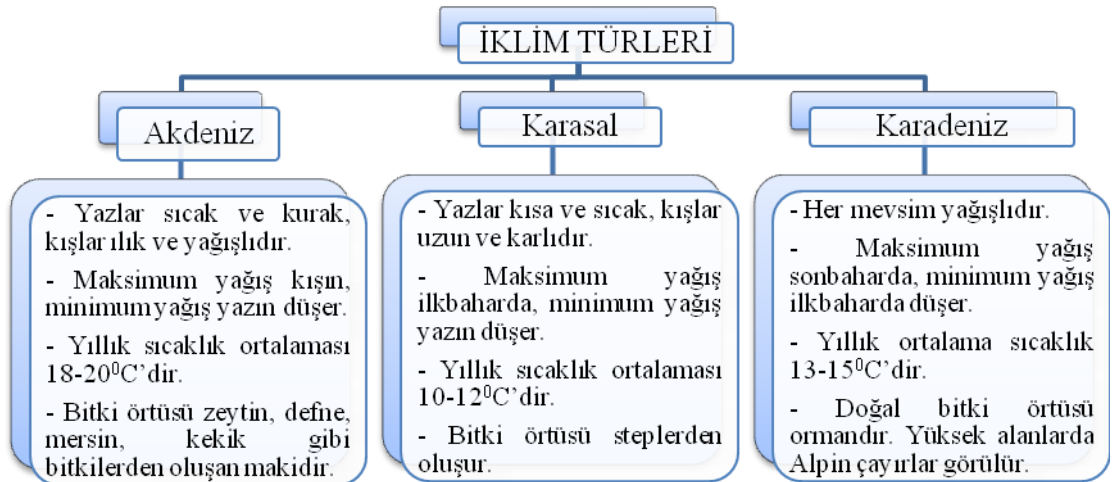 İKLİM TÜRLERİ
Akdeniz
- Yazlar sıcak ve kurak,
kışlar ılık ve yağışlıdır.
- Maksimum yağış kışın,
minimum yağış yazın düşer.
- Yıllık sıcaklık ortalaması
18-20⁰C’dir.
- Bitki örtüsü zeytin, defne,
mersin, kekik gibi
bitkilerden oluşan makidir.
Karasal
- Yazlar kısa ve sıcak, kışlar
uzun ve karlıdır.
- Maksimum yağış
ilkbaharda, minimum yağış
yazın düşer.
- Yıllık sıcaklık ortalaması
10-12⁰C’dir.
- Bitki örtüsü steplerden
oluşur.
Karadeniz
- Her mevsim yağışlıdır.
- Maksimum yağış
sonbaharda, minimum yağış
ilkbaharda düşer.
- Yıllık ortalama sıcaklık
13-15⁰C’dir.
- Doğal bitki örtüsü
ormandır. Yüksek alanlarda
Alpin çayırlar görülür.